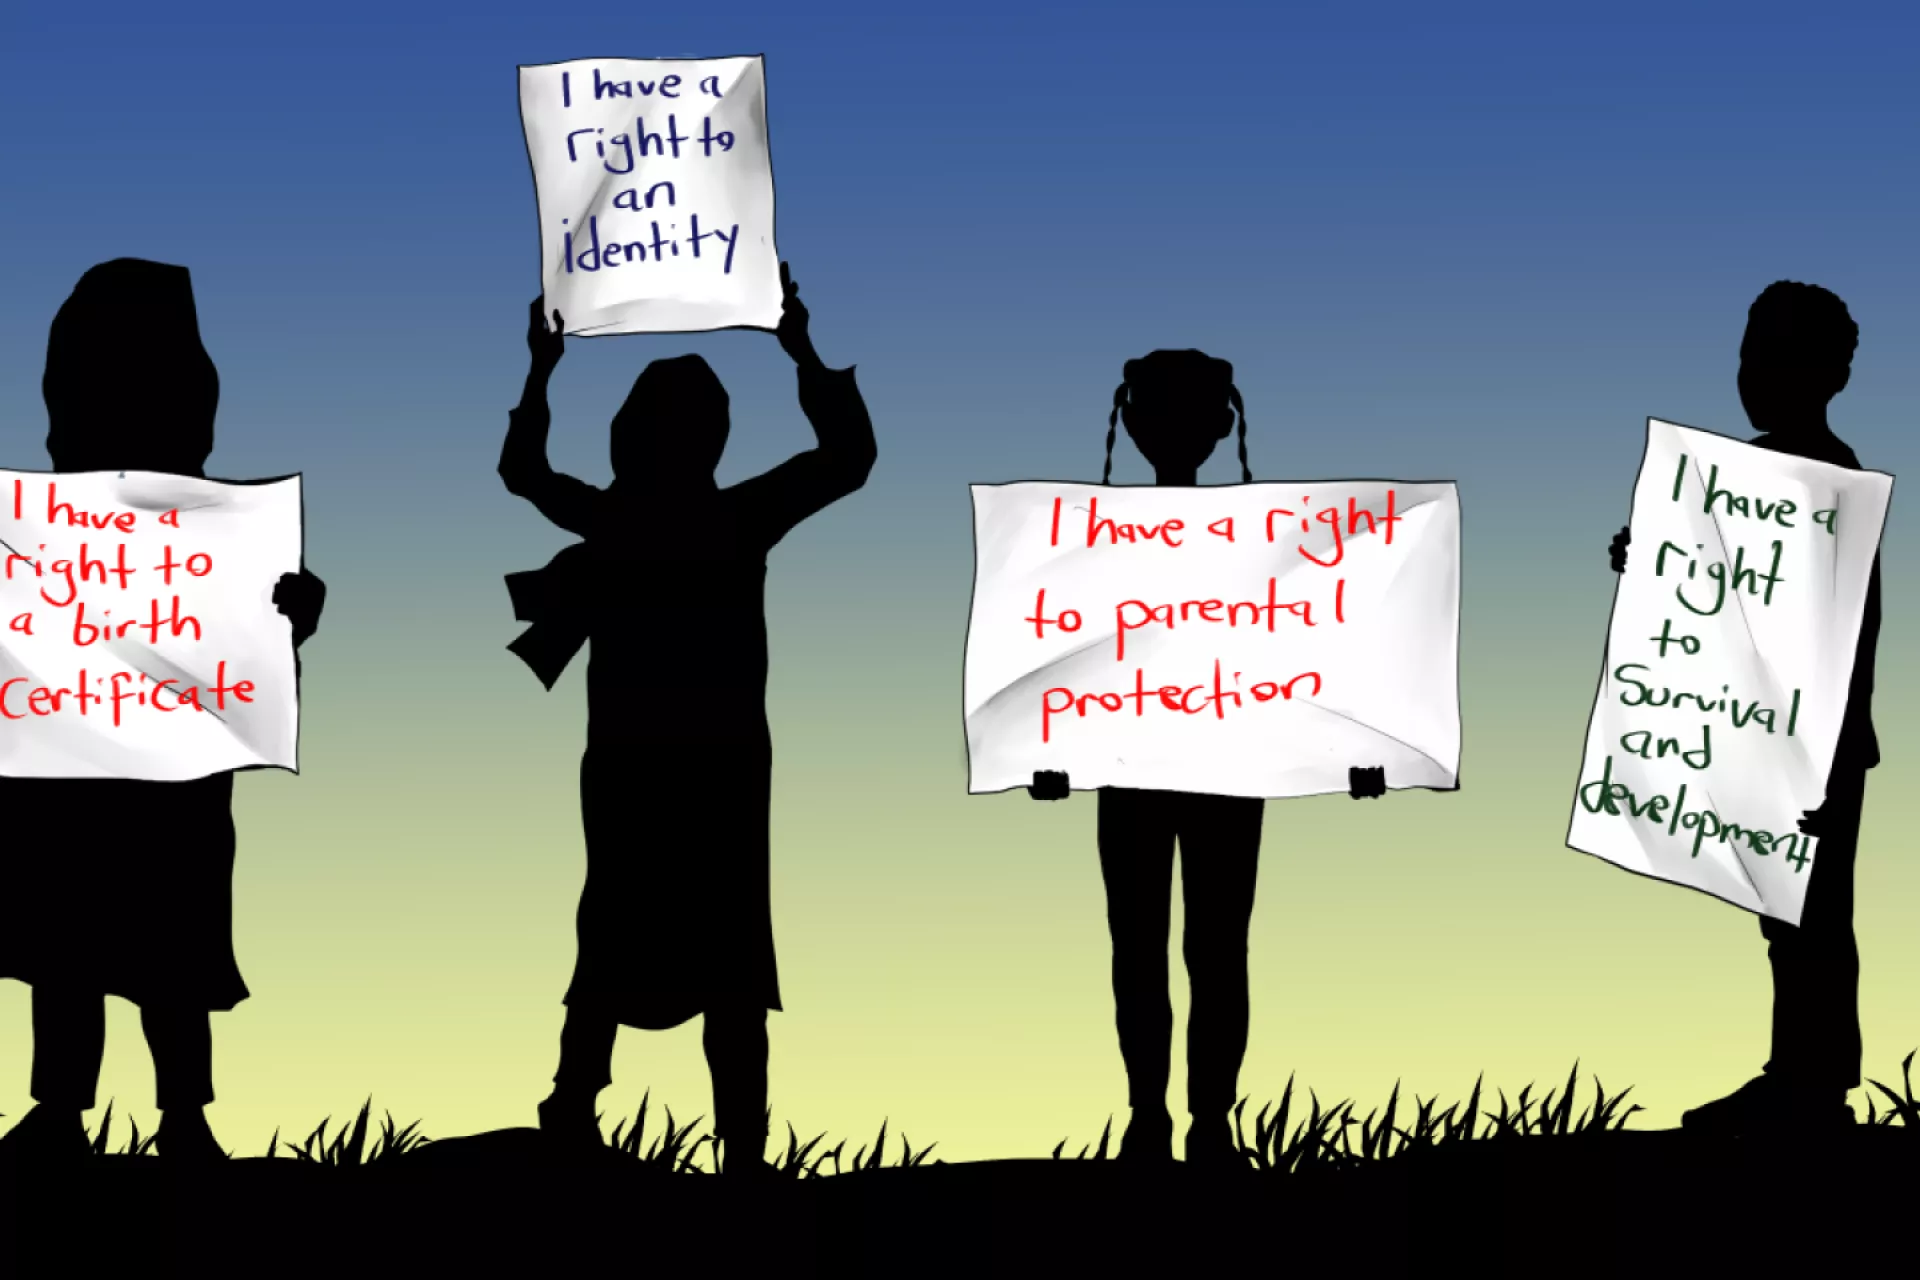 I have a
right to
a birth
certificate
I have a
right to
an
identity
I have a right
to parental
protection
I have a
right
to
Survival
and
development